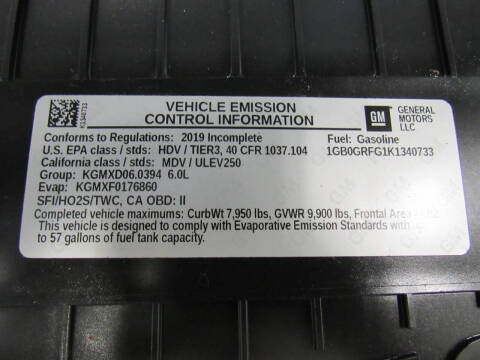 VEHICLE EMISSION
CONTROL INFORMATION
GM
GENERAL
MOTORS
LLC
Conforms to Regulations: 2019 Incomplete
Fuel: Gasoline
U.S. EPA class / stds: HDV / TIER3, 40 CFR 1037.104
1GB0GRFG1K1340733
California class / stds: MDV / ULEV250
Group: KGMXD06.0394 6.0L
Evap: KGMXF0176860
SFI/HO2S/TWC, CA OBD: II
Completed vehicle maximums: CurbWt 7,950 lbs, GVWR 9,900 lbs, Frontal Area
This vehicle is designed to comply with Evaporative Emission Standards with up
to 57 gallons of fuel tank capacity.